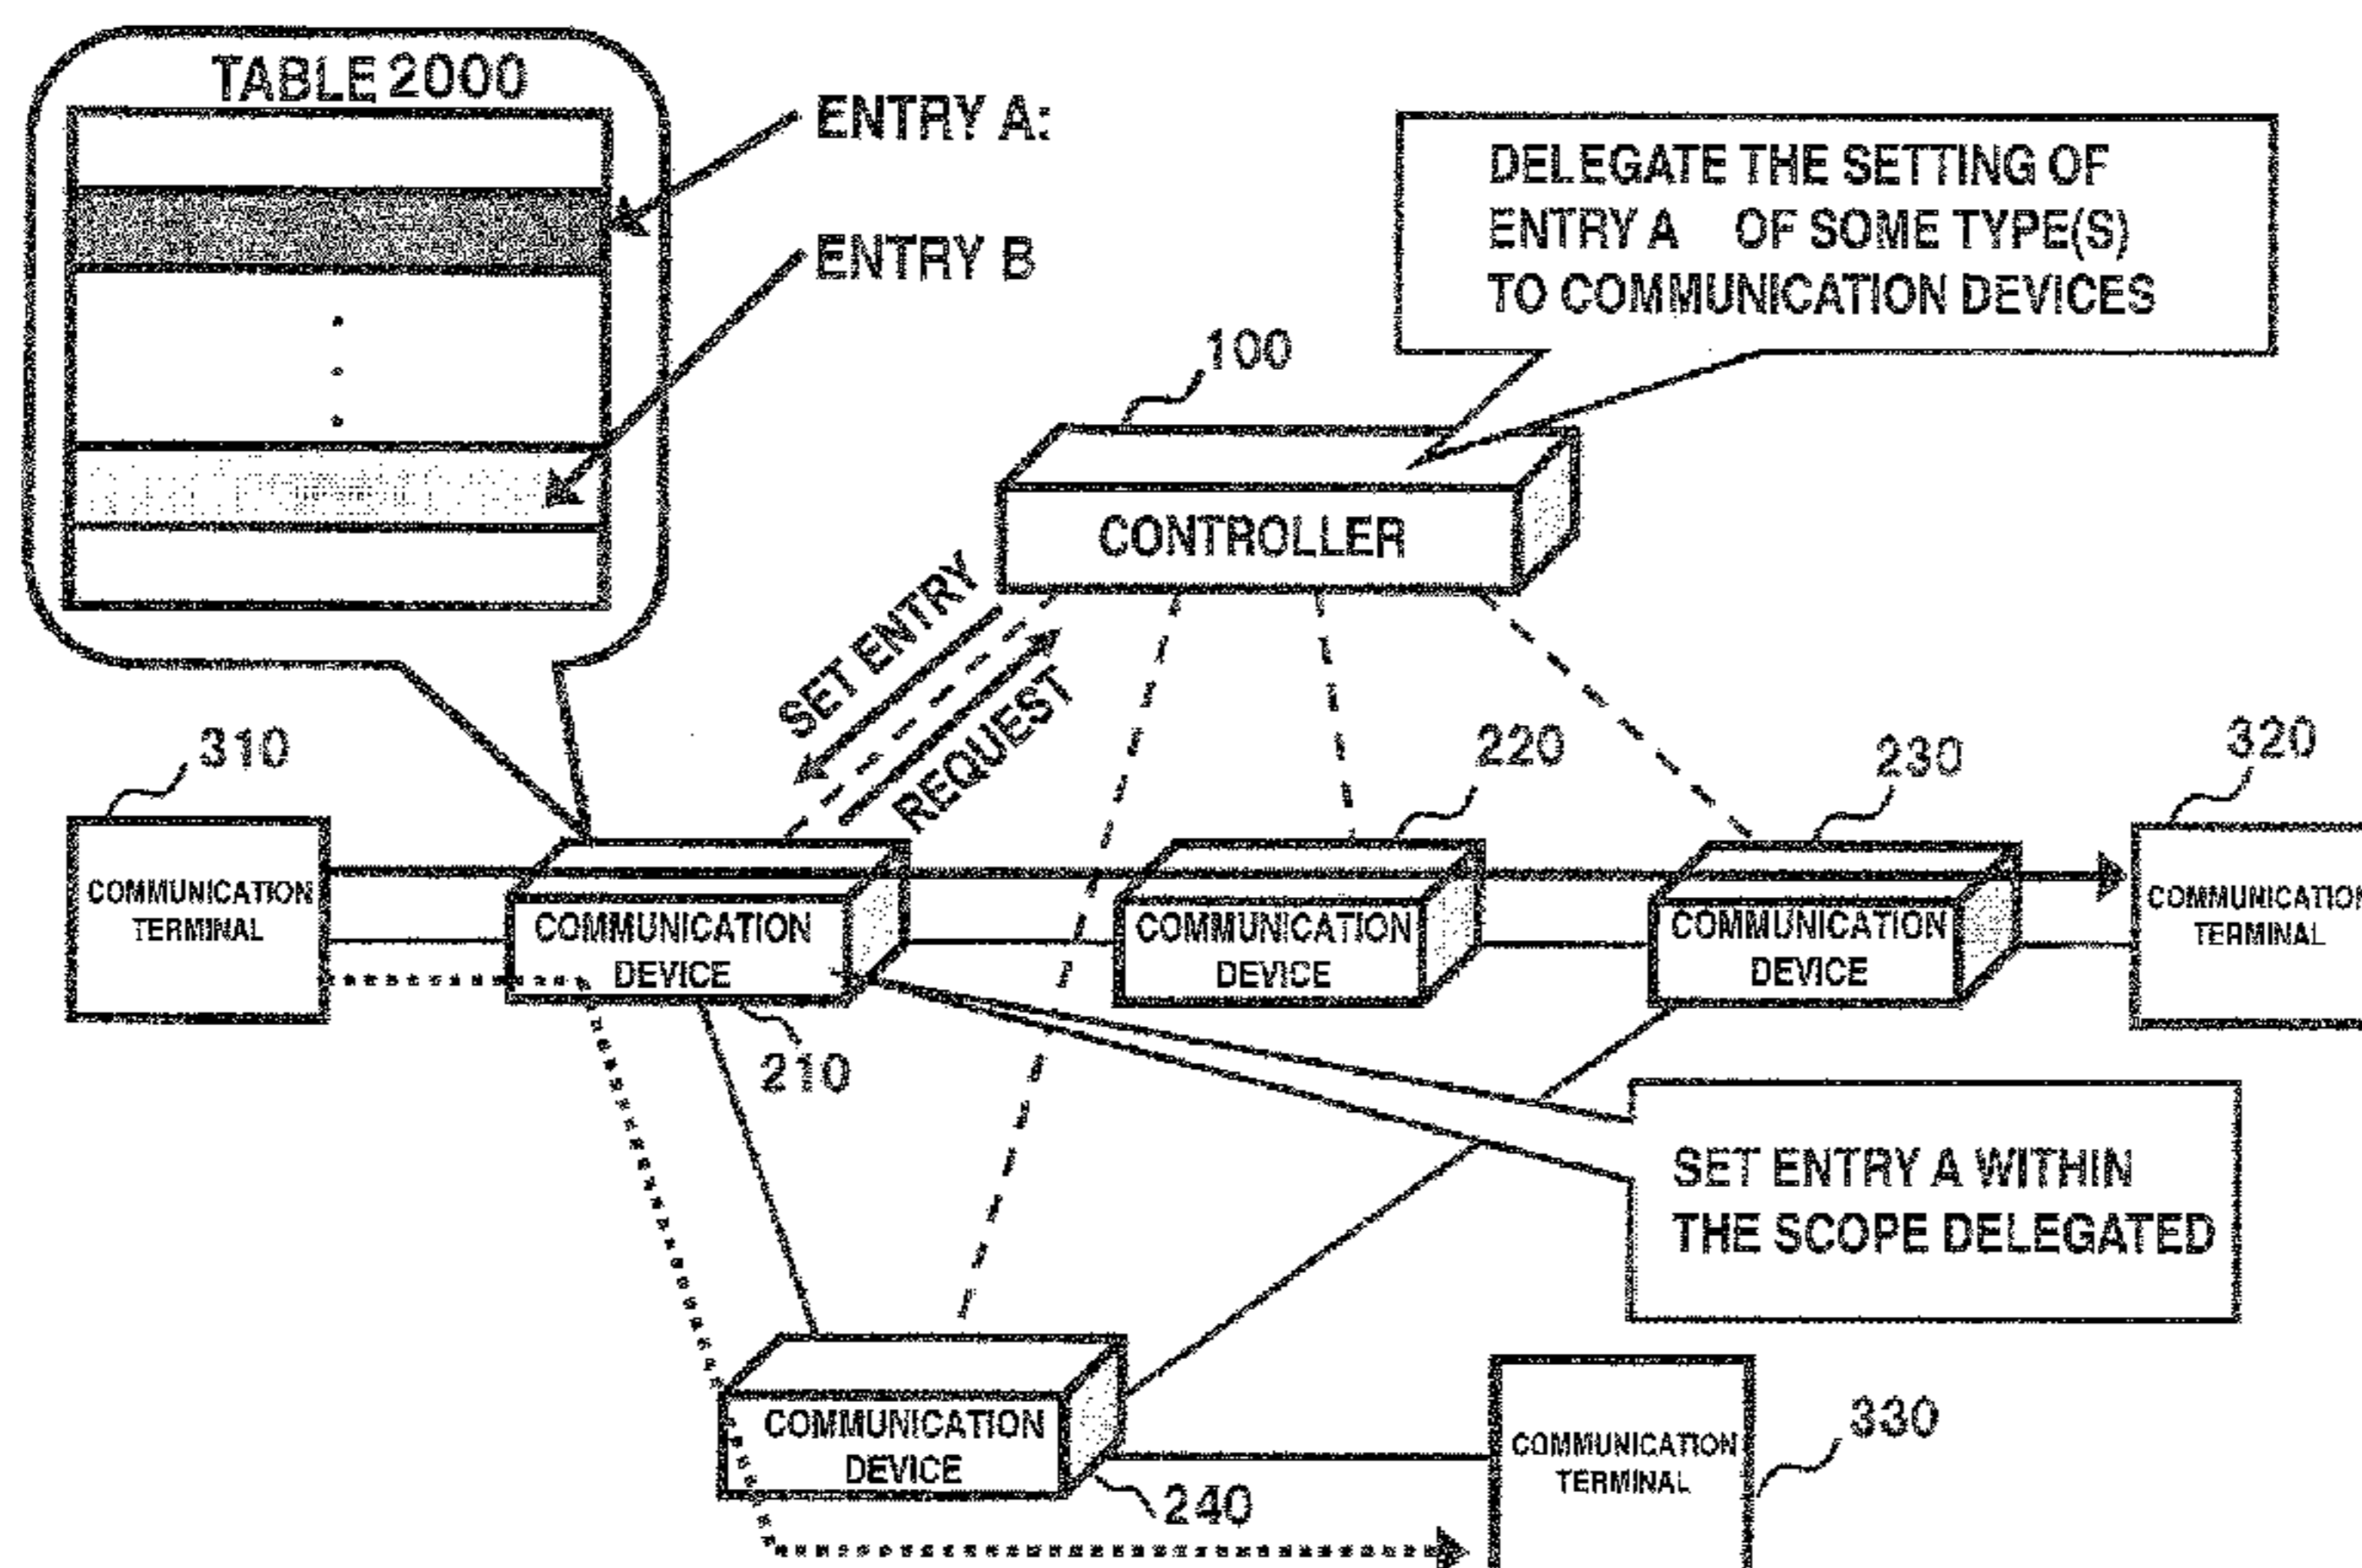 TABLE 2000
ENTRY A:
ENTRY B
DELEGATE THE SETTING OF
ENTRY A OF SOME TYPE(S)
TO COMMUNICATION DEVICES
100
CONTROLLER
SET ENTRY
REQUEST
310
220
230
320
COMMUNICATION
TERMINAL
COMMUNICATION
DEVICE
COMMUNICATION
DEVICE
COMMUNICATION
DEVICE
COMMUNICATION
TERMINAL
210
SET ENTRY A WITHIN
THE SCOPE DELEGATED
COMMUNICATION
DEVICE
240
COMMUNICATION
TERMINAL
330